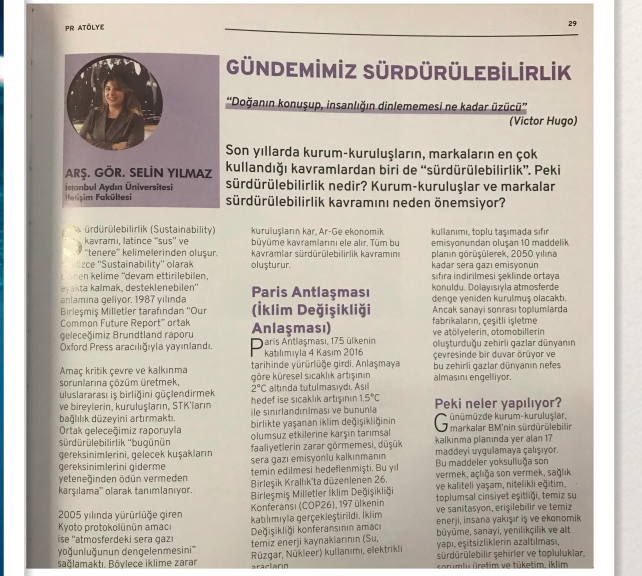 PR ATÖLYE
29
GÜNDEMİMİZ SÜRDÜRÜLEBİLİRLİK
“Doğanın konuşup, insanlığın dinlememesi ne kadar üzücü”
(Victor Hugo)
ARŞ. GÖR. SELİN YILMAZ
İstanbul Aydın Üniversitesi
İletişim Fakültesi
Son yıllarda kurum-kuruluşların, markaların en çok
kullandığı kavramlardan biri de “sürdürülebilirlik”. Peki
sürdürülebilirlik nedir? Kurum-kuruluşlar ve markalar
sürdürülebilirlik kavramını neden önemsiyor?
Sürdürülebilirlik (Sustainability)
kavramı, latince “sus” ve
“tenere” kelimelerinden oluşur.
“Sustainability” olarak
kelime “devam ettirilebilen,
ayakta kalmak, desteklenebilen”
anlamına geliyor. 1987 yılında
Birleşmiş Milletler tarafından “Our
Common Future Report” ortak
geleceğimiz Brundtland raporu
Oxford Press aracılığıyla yayınlandı.
Amaç kritik çevre ve kalkınma
sorunlarına çözüm üretmek,
uluslararası iş birliğini güçlendirmek
ve bireylerin, kuruluşların, STK'ların
bağlılık düzeyini artırmaktı.
Ortak geleceğimiz raporuyla
sürdürülebilirlik “bugünün
gereksinimlerini, gelecek kuşakların
gereksinimlerini giderme
yeteneğinden ödün vermeden
karşılama” olarak tanımlanıyor.
2005 yılında yürürlüğe giren
Kyoto protokolünün amacı
ise “atmosferdeki sera gazı
yoğunluğunun dengelenmesini”
sağlamaktı. Böylece iklime zarar
kuruluşların kar, Ar-Ge ekonomik
büyüme kavramlarını ele alır. Tüm bu
kavramlar sürdürülebilirlik kavramını
oluşturur.
Paris Antlaşması
(İklim Değişikliği
Anlaşması)
Paris Antlaşması, 175 ülkenin
katılımıyla 4 Kasım 2016
tarihinde yürürlüğe girdi. Anlaşmaya
göre küresel sıcaklık artışının
2°C altında tutulmasıydı. Asıl
hedef ise sıcaklık artışının 1.5°C
ile sınırlandırılması ve bununla
birlikte yaşanan iklim değişikliğinin
olumsuz etkilerine karşın tarımsal
faaliyetlerin zarar görmemesi, düşük
sera gazı emisyonlu kalkınmanın
temin edilmesi hedeflenmişti. Bu yıl
Birleşik Krallık'ta düzenlenen 26.
Birleşmiş Milletler İklim Değişikliği
Konferansı (COP26), 197 ülkenin
katılımıyla gerçekleştirildi. İklim
Değişikliği konferansının amacı
temiz enerji kaynaklarının (Su,
Rüzgar, Nükleer) kullanımı, elektrikli
araçların
kullanımı, toplu taşımada sıfır
emisyonundan oluşan 10 maddelik
planın görüşülerek, 2050 yılına
kadar sera gazı emisyonun
sıfıra indirilmesi şeklinde ortaya
konuldu. Dolayısıyla atmosferde
denge yeniden kurulmuş olacaktı.
Ancak sanayi sonrası toplumlarda
fabrikaların, çeşitli işletme
ve atölyelerin, otomobillerin
oluşturduğu zehirli gazlar dünyanın
çevresinde bir duvar örüyor ve
bu zehirli gazlar dünyanın nefes
almasını engelliyor.
Peki neler yapılıyor?
Günümüzde kurum-kuruluşlar,
markalar BM'nin sürdürülebilir
kalkınma planında yer alan 17
maddeyi uygulamaya çalışıyor.
Bu maddeler yoksulluğa son
vermek, açlığa son vermek, sağlık
ve kaliteli yaşam, nitelikli eğitim,
toplumsal cinsiyet eşitliği, temiz su
ve sanitasyon, erişilebilir ve temiz
enerji, insana yakışır iş ve ekonomik
büyüme, sanayi, yenilikçilik ve alt
yapı, eşitsizliklerin azaltılması,
sürdürülebilir şehirler ve topluluklar,
sorumlu üretim ve tüketim, iklim